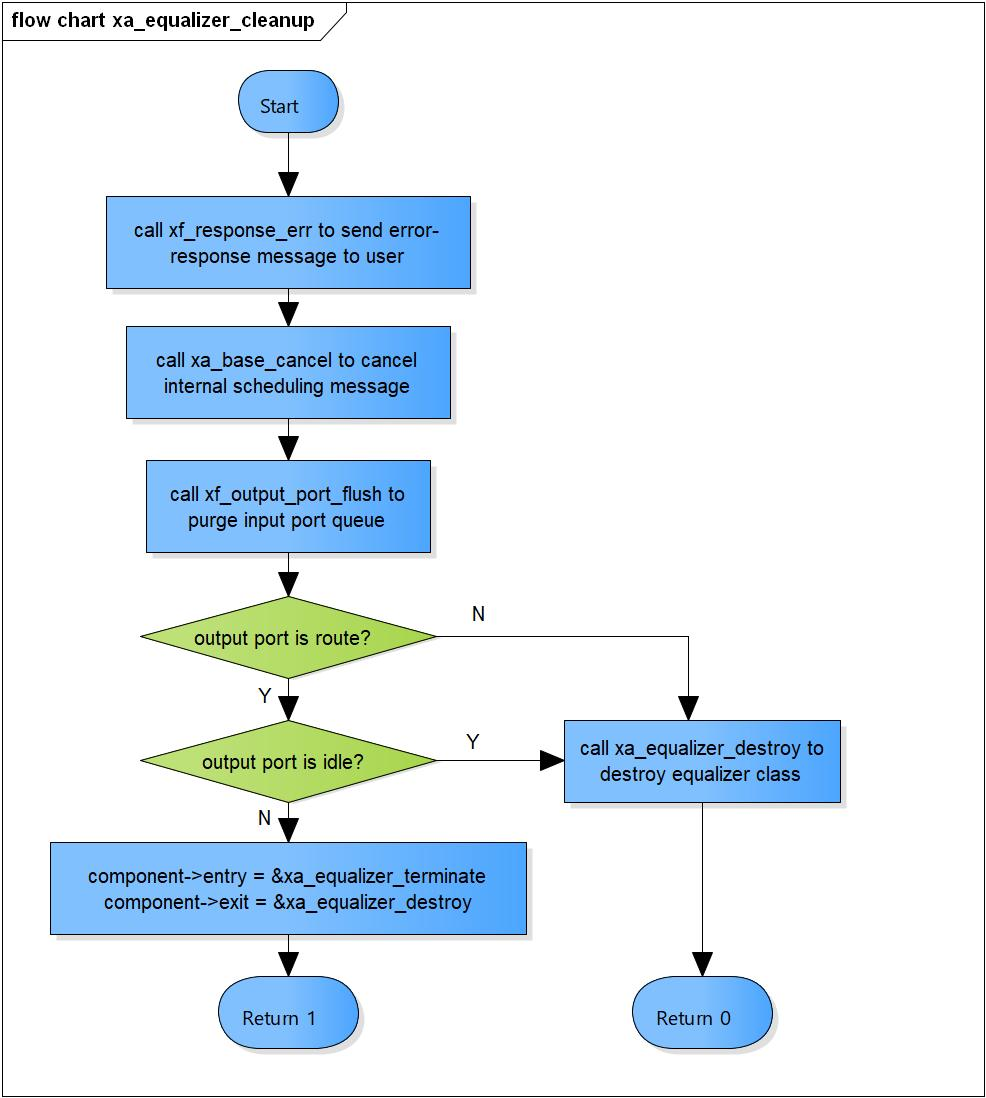 flow chart xa_equalizer_cleanup
Start
call xf_response_err to send error-
response message to user
call xa_base_cancel to cancel
internal scheduling message
call xf_output_port_flush to
purge input port queue
output port is route?
N
Y
output port is idle?
Y
call xa_equalizer_destroy to
destroy equalizer class
N
component->entry = &xa_equalizer_terminate
component->exit = &xa_equalizer_destroy
Return 1
Return 0